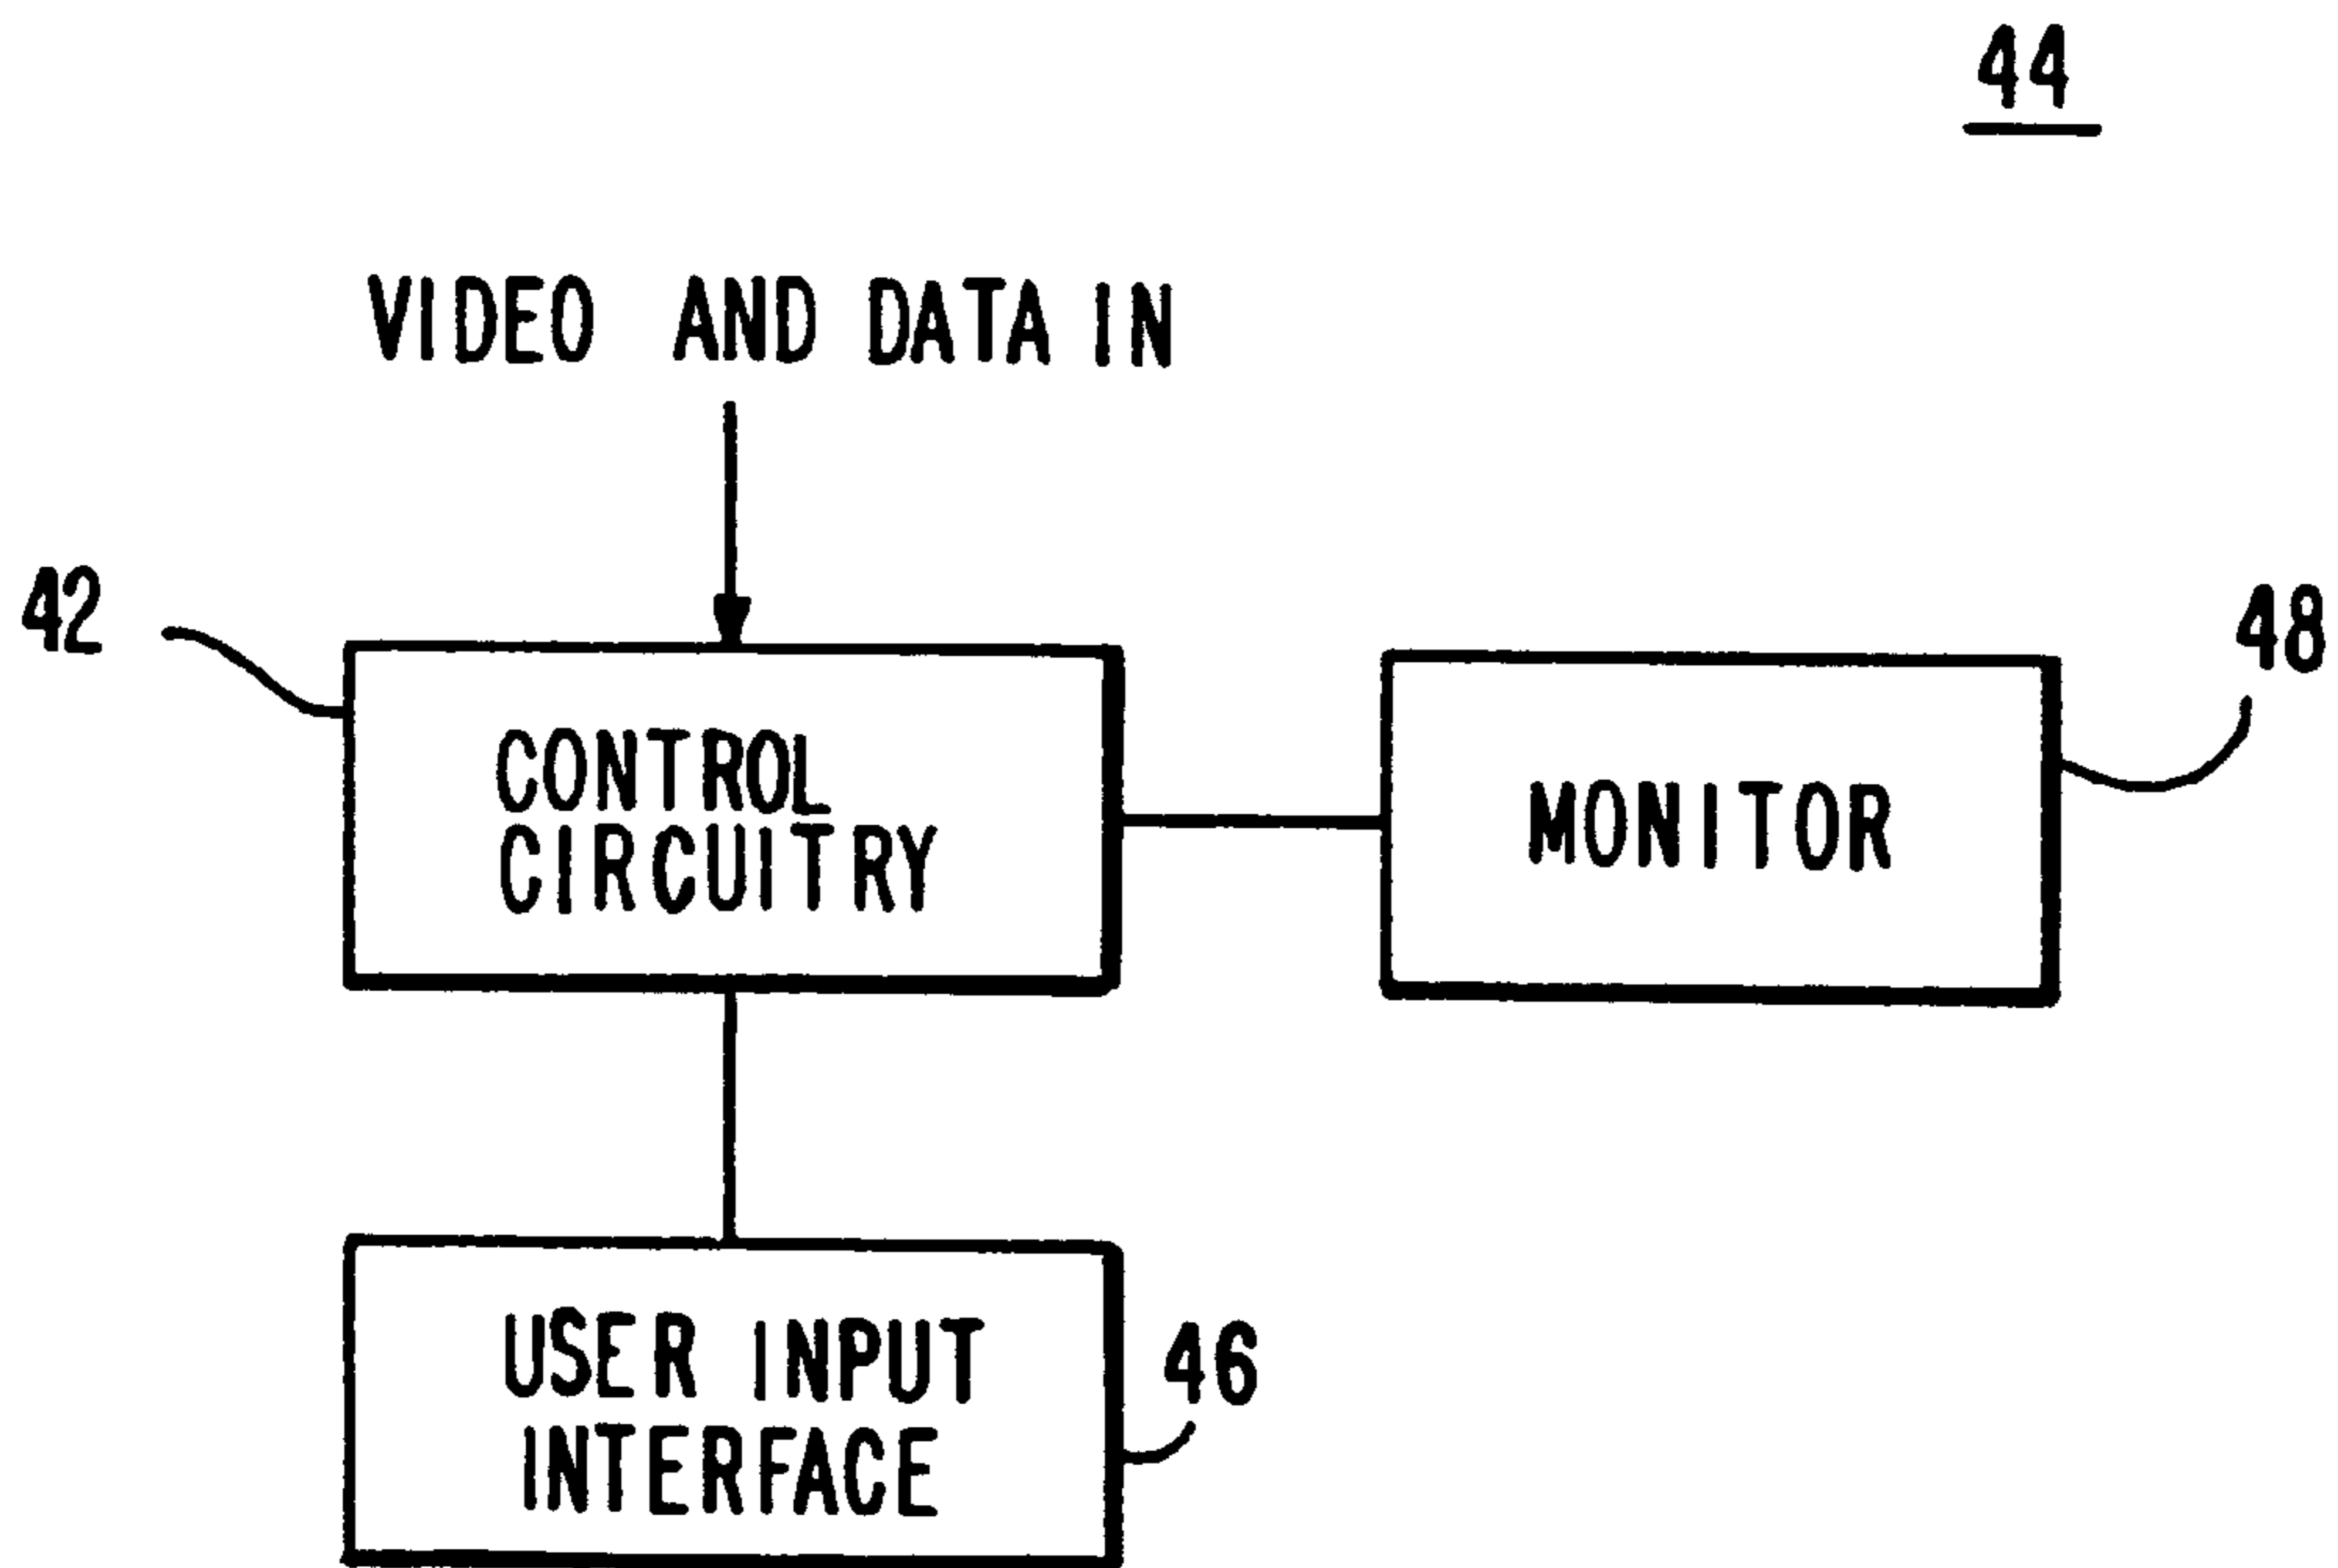 44
VIDEO AND DATA IN
42
48
CONTROL
CIRCUITRY
MONITOR
USER INPUT
INTERFACE
46